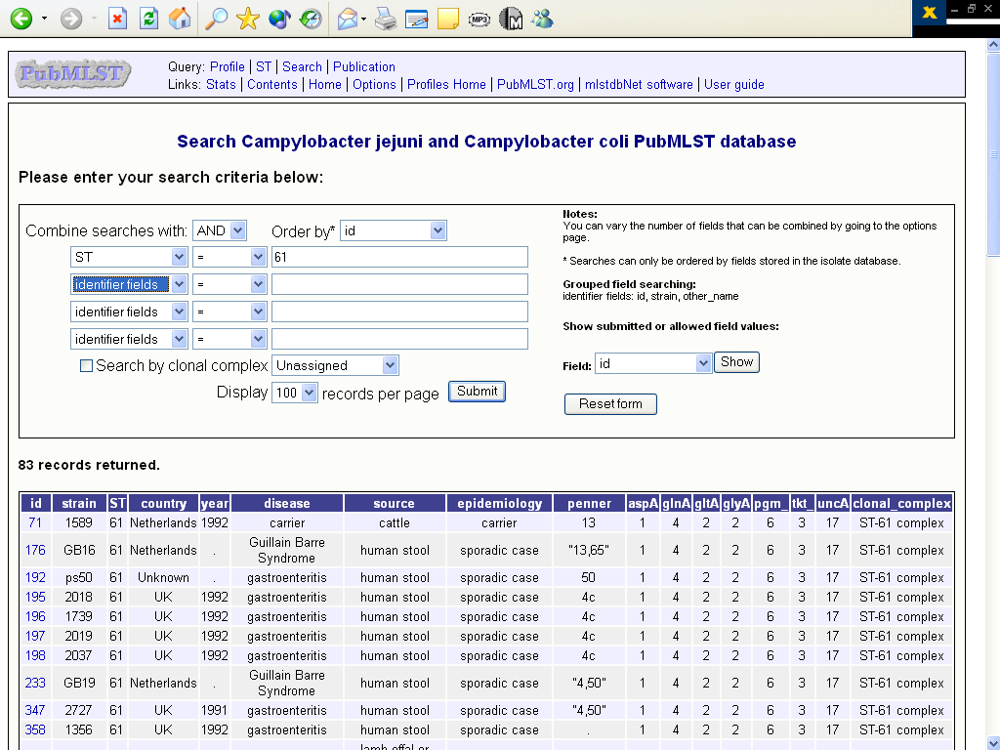 MP3
M
X
PubMLST
Query: Profile | ST | Search | Publication
Links: Stats | Contents | Home | Options | Profiles Home | PubMLST.org | mlstdbNet software | User guide
Search Campylobacter jejuni and Campylobacter coli PubMLST database
Please enter your search criteria below:
Combine searches with: AND Order by* id
ST = 61
identifier fields =
identifier fields =
identifier fields =
Search by clonal complex Unassigned
Display 100 records per page Submit
Notes:
You can vary the number of fields that can be combined by going to the options
page.
* Searches can only be ordered by fields stored in the isolate database.
Grouped field searching:
identifier fields: id, strain, other_name
Show submitted or allowed field values:
Field: id Show
Reset form
83 records returned.
id strain ST country year disease source epidemiology penner aspA glnA gltA glyA pgm_ tkt_ uncA clonal_complex
71 1589 61 Netherlands 1992 carrier cattle carrier 13 1 4 2 2 6 3 17 ST-61 complex
176 GB16 61 Netherlands . Guillain Barre Syndrome human stool sporadic case "13,65" 1 4 2 2 6 3 17 ST-61 complex
192 ps50 61 Unknown . gastroenteritis human stool sporadic case 50 1 4 2 2 6 3 17 ST-61 complex
195 2018 61 UK 1992 gastroenteritis human stool sporadic case 4c 1 4 2 2 6 3 17 ST-61 complex
196 1739 61 UK 1992 gastroenteritis human stool sporadic case 4c 1 4 2 2 6 3 17 ST-61 complex
197 2019 61 UK 1992 gastroenteritis human stool sporadic case 4c 1 4 2 2 6 3 17 ST-61 complex
198 2037 61 UK 1992 gastroenteritis human stool sporadic case 4c 1 4 2 2 6 3 17 ST-61 complex
233 GB19 61 Netherlands . Guillain Barre Syndrome human stool sporadic case "4,50" 1 4 2 2 6 3 17 ST-61 complex
347 2727 61 UK 1991 gastroenteritis human stool sporadic case "4,50" 1 4 2 2 6 3 17 ST-61 complex
358 1356 61 UK 1992 gastroenteritis human stool sporadic case . 1 4 2 2 6 3 17 ST-61 complex
lamb offal or